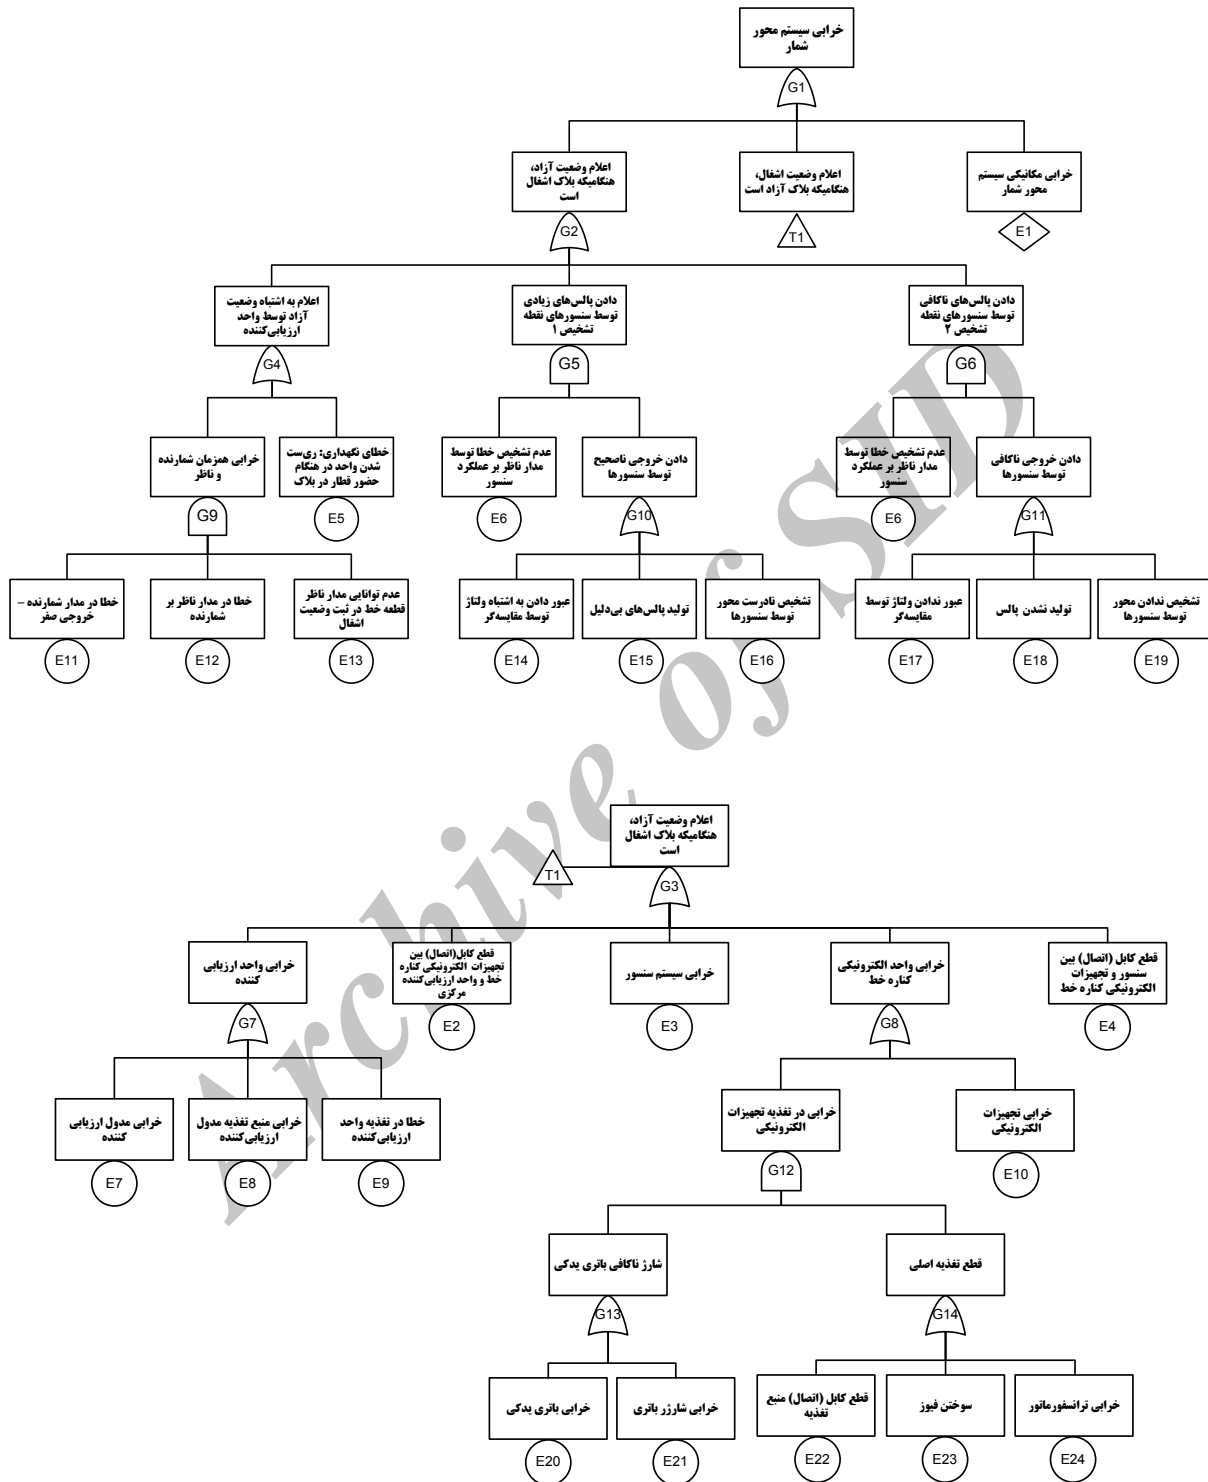 خرابی سیستم محور
شمار
G1
اعلام وضعیت آزاد،
هنگامیکه بلاک اشغال
است
G2
اعلام وضعیت اشغال،
هنگامیکه بلاک آزاد است
T1
خرابی مکانیکی سیستم
محور شمار
E1
اعلام به اشتباه وضعیت
آزاد توسط واحد
ارزیابی‌کننده
G4
دادن پالس‌های زیادی
توسط سنسورهای نقطه
تشخیص ۱
G5
دادن پالس‌های ناکافی
توسط سنسورهای نقطه
تشخیص ۲
G6
خرابی همزمان شمارنده
و ناظر
G9
خطای نگهداری: ری‌ست
شدن واحد در هنگام
حضور قطار در بلاک
E5
عدم تشخیص خطا توسط
مدار ناظر بر عملکرد
سنسور
E6
دادن خروجی ناصحیح
توسط سنسورها
G10
عدم تشخیص خطا توسط
مدار ناظر بر عملکرد
سنسور
E6
دادن خروجی ناکافی
توسط سنسورها
G11
خطا در مدار شمارنده –
خروجی صفر
E11
خطا در مدار ناظر بر
شمارنده
E12
عدم توانایی مدار ناظر
قطعه خط در ثبت وضعیت
اشغال
E13
عبور دادن به اشتباه ولتاژ
توسط مقایسه‌گر
E14
تولید پالس‌های بی‌دلیل
E15
تشخیص نادرست محور
توسط سنسورها
E16
عبور ندادن ولتاژ توسط
مقایسه‌گر
E17
تولید نشدن پالس
E18
تشخیص ندادن محور
توسط سنسورها
E19
Archive of SID
اعلام وضعیت آزاد،
هنگامیکه بلاک اشغال
است
T1
G3
خرابی واحد ارزیابی
کننده
G7
قطع کابل(اتصال) بین
تجهیزات الکترونیکی کناره
خط و واحد ارزیابی‌کننده
مرکزی
E2
خرابی سیستم سنسور
E3
خرابی واحد الکترونیکی
کناره خط
G8
قطع کابل (اتصال) بین
سنسور و تجهیزات
الکترونیکی کناره خط
E4
خرابی مدول ارزیابی
کننده
E7
خرابی منبع تغذیه مدول
ارزیابی‌کننده
E8
خطا در تغذیه واحد
ارزیابی‌کننده
E9
خرابی در تغذیه تجهیزات
الکترونیکی
G12
خرابی تجهیزات
الکترونیکی
E10
شارژ ناکافی باتری یدکی
G13
قطع تغذیه اصلی
G14
خرابی باتری یدکی
E20
خرابی شارژر باتری
E21
قطع کابل (اتصال) منبع
تغذیه
E22
سوختن فیوز
E23
خرابی ترانسفورماتور
E24